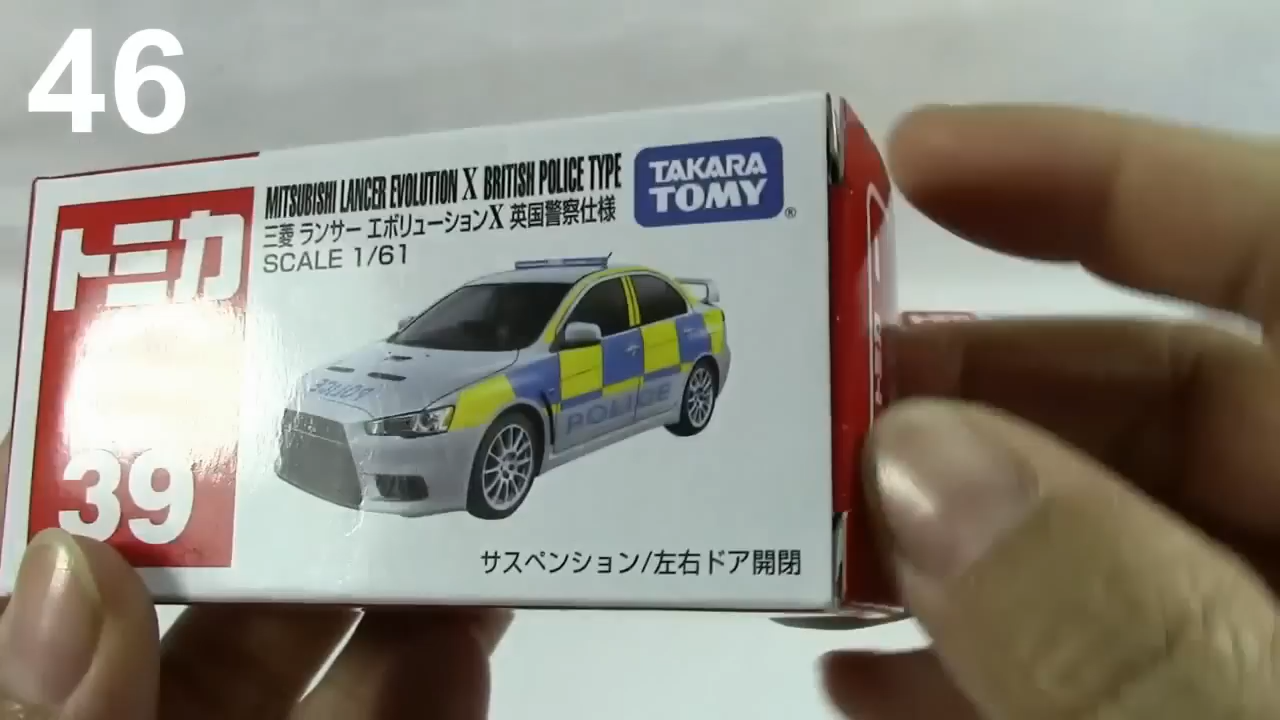 46
トミカ
39
MITSUBISHI LANCER EVOLUTION X BRITISH POLICE TYPE
三菱 ランサー エボリューションX 英国警察仕様
SCALE 1/61
TAKARA
TOMY
®
POLICE
POLICE
サスペンション/左右ドア開閉